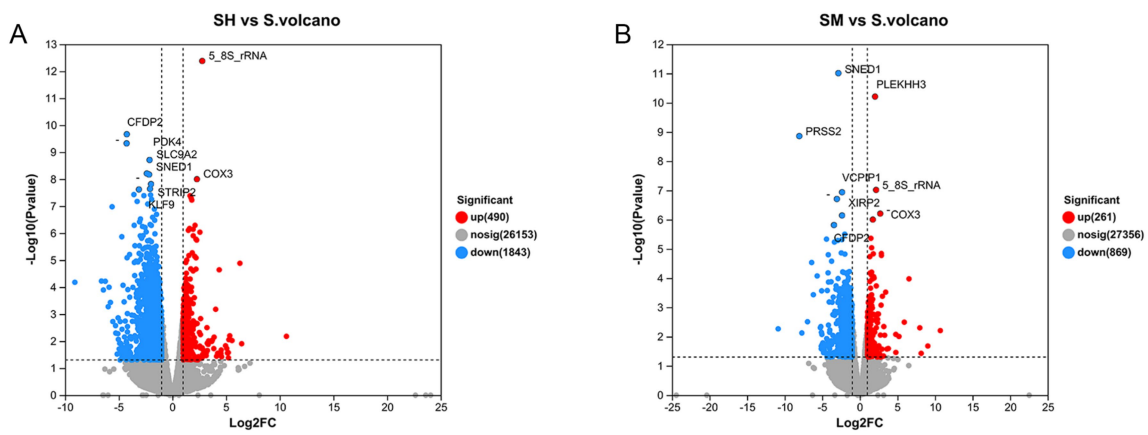 A
SH vs S.volcano
-Log10(Pvalue)
13
12
11
10
9
8
7
6
5
4
3
2
1
0
-10
-5
0
5
10
15
20
25
Log2FC
5_8S_rRNA
CFDP2
-
PDK4
SLC9A2
SNED1
-
COX3
STRIP2
KLF9
Significant
up(490)
nosig(26153)
down(1843)
B
SM vs S.volcano
-Log10(Pvalue)
12
11
10
9
8
7
6
5
4
3
2
1
0
-25
-20
-15
-10
-5
0
5
10
15
20
25
Log2FC
SNED1
PLEKHH3
PRSS2
VCPIP1
5_8S_rRNA
-
XIRP2
-
COX3
CFDP2
Significant
up(261)
nosig(27356)
down(869)